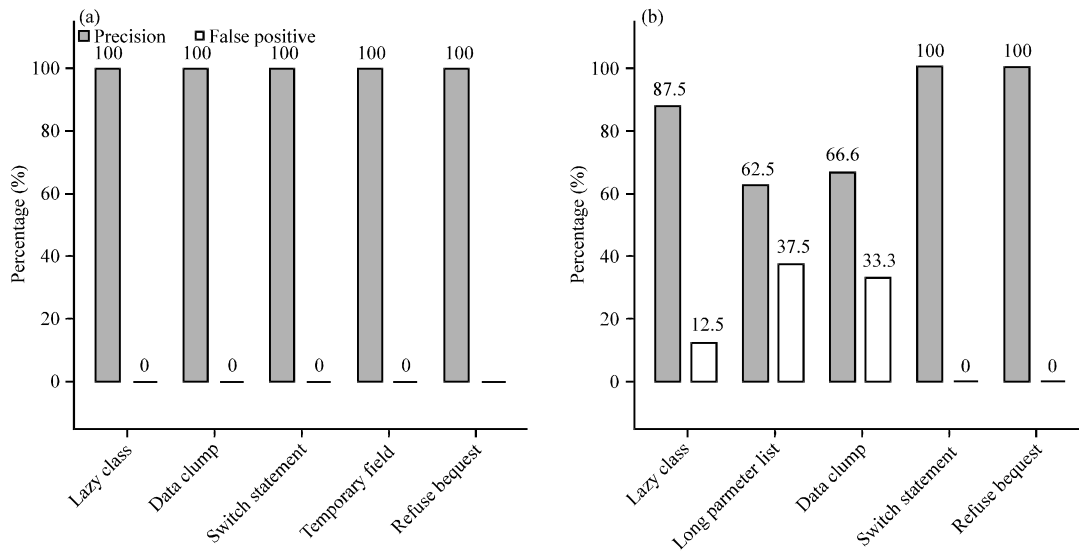 (a)
Precision False positive
100 100 100 100 100
100
80
60
40
20
0
0 0 0 0
Percentage (%)
Lazy class
Data clump
Switch statement
Temporary field
Refuse bequest
(b)
100
80
60
40
20
0
Percentage (%)
87.5
12.5
62.5
37.5
66.6
33.3
100
0
100
0
Lazy class
Long parmeter list
Data clump
Switch statement
Refuse bequest